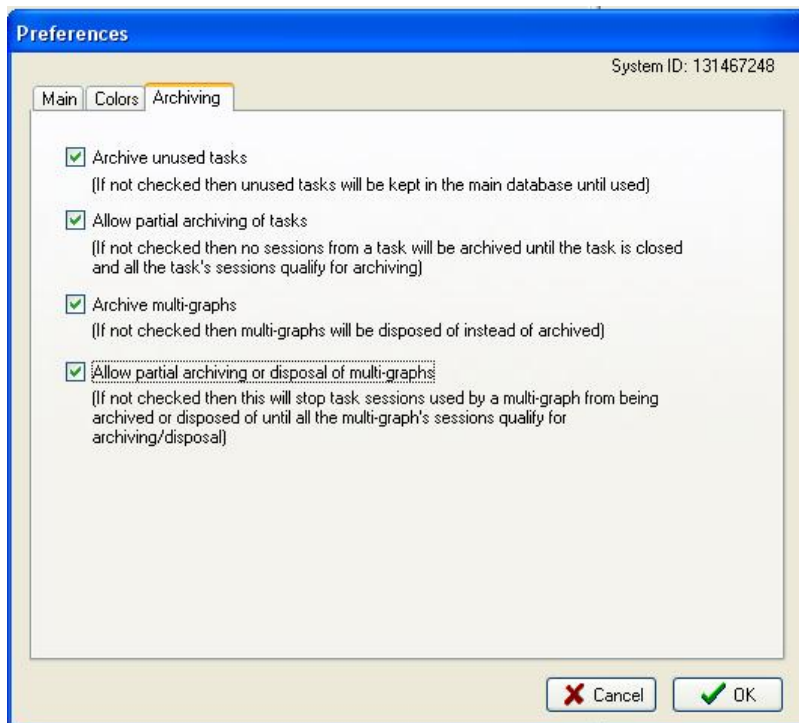 Preferences
System ID: 131467248
Main Colors Archiving
Archive unused tasks
(If not checked then unused tasks will be kept in the main database until used)
Allow partial archiving of tasks
(If not checked then no sessions from a task will be archived until the task is closed
and all the task's sessions qualify for archiving)
Archive multi-graphs
(If not checked then multi-graphs will be disposed of instead of archived)
Allow partial archiving or disposal of multi-graphs
(If not checked then this will stop task sessions used by a multi-graph from being
archived or disposed of until all the multi-graph's sessions qualify for
archiving/disposal)
Cancel OK